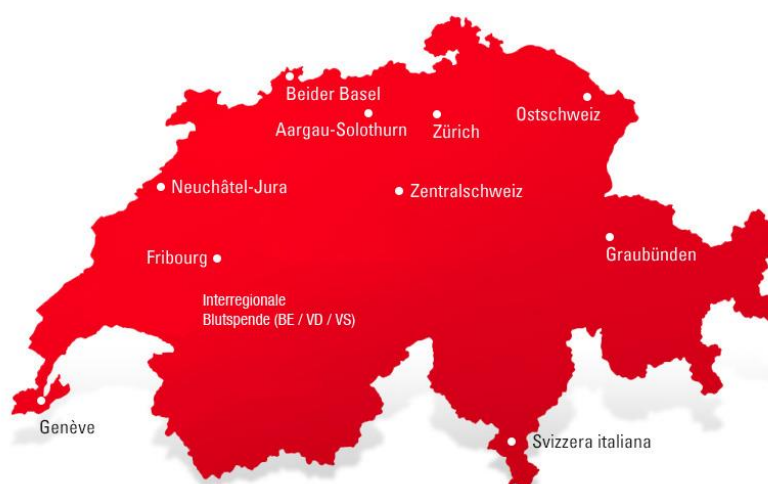 Beider Basel
Aargau-Solothurn
Zürich
Ostschweiz
Neuchâtel-Jura
Zentralschweiz
Fribourg
Graubünden
Interregionale
Blutspende (BE / VD / VS)
Genève
Svizzera italiana